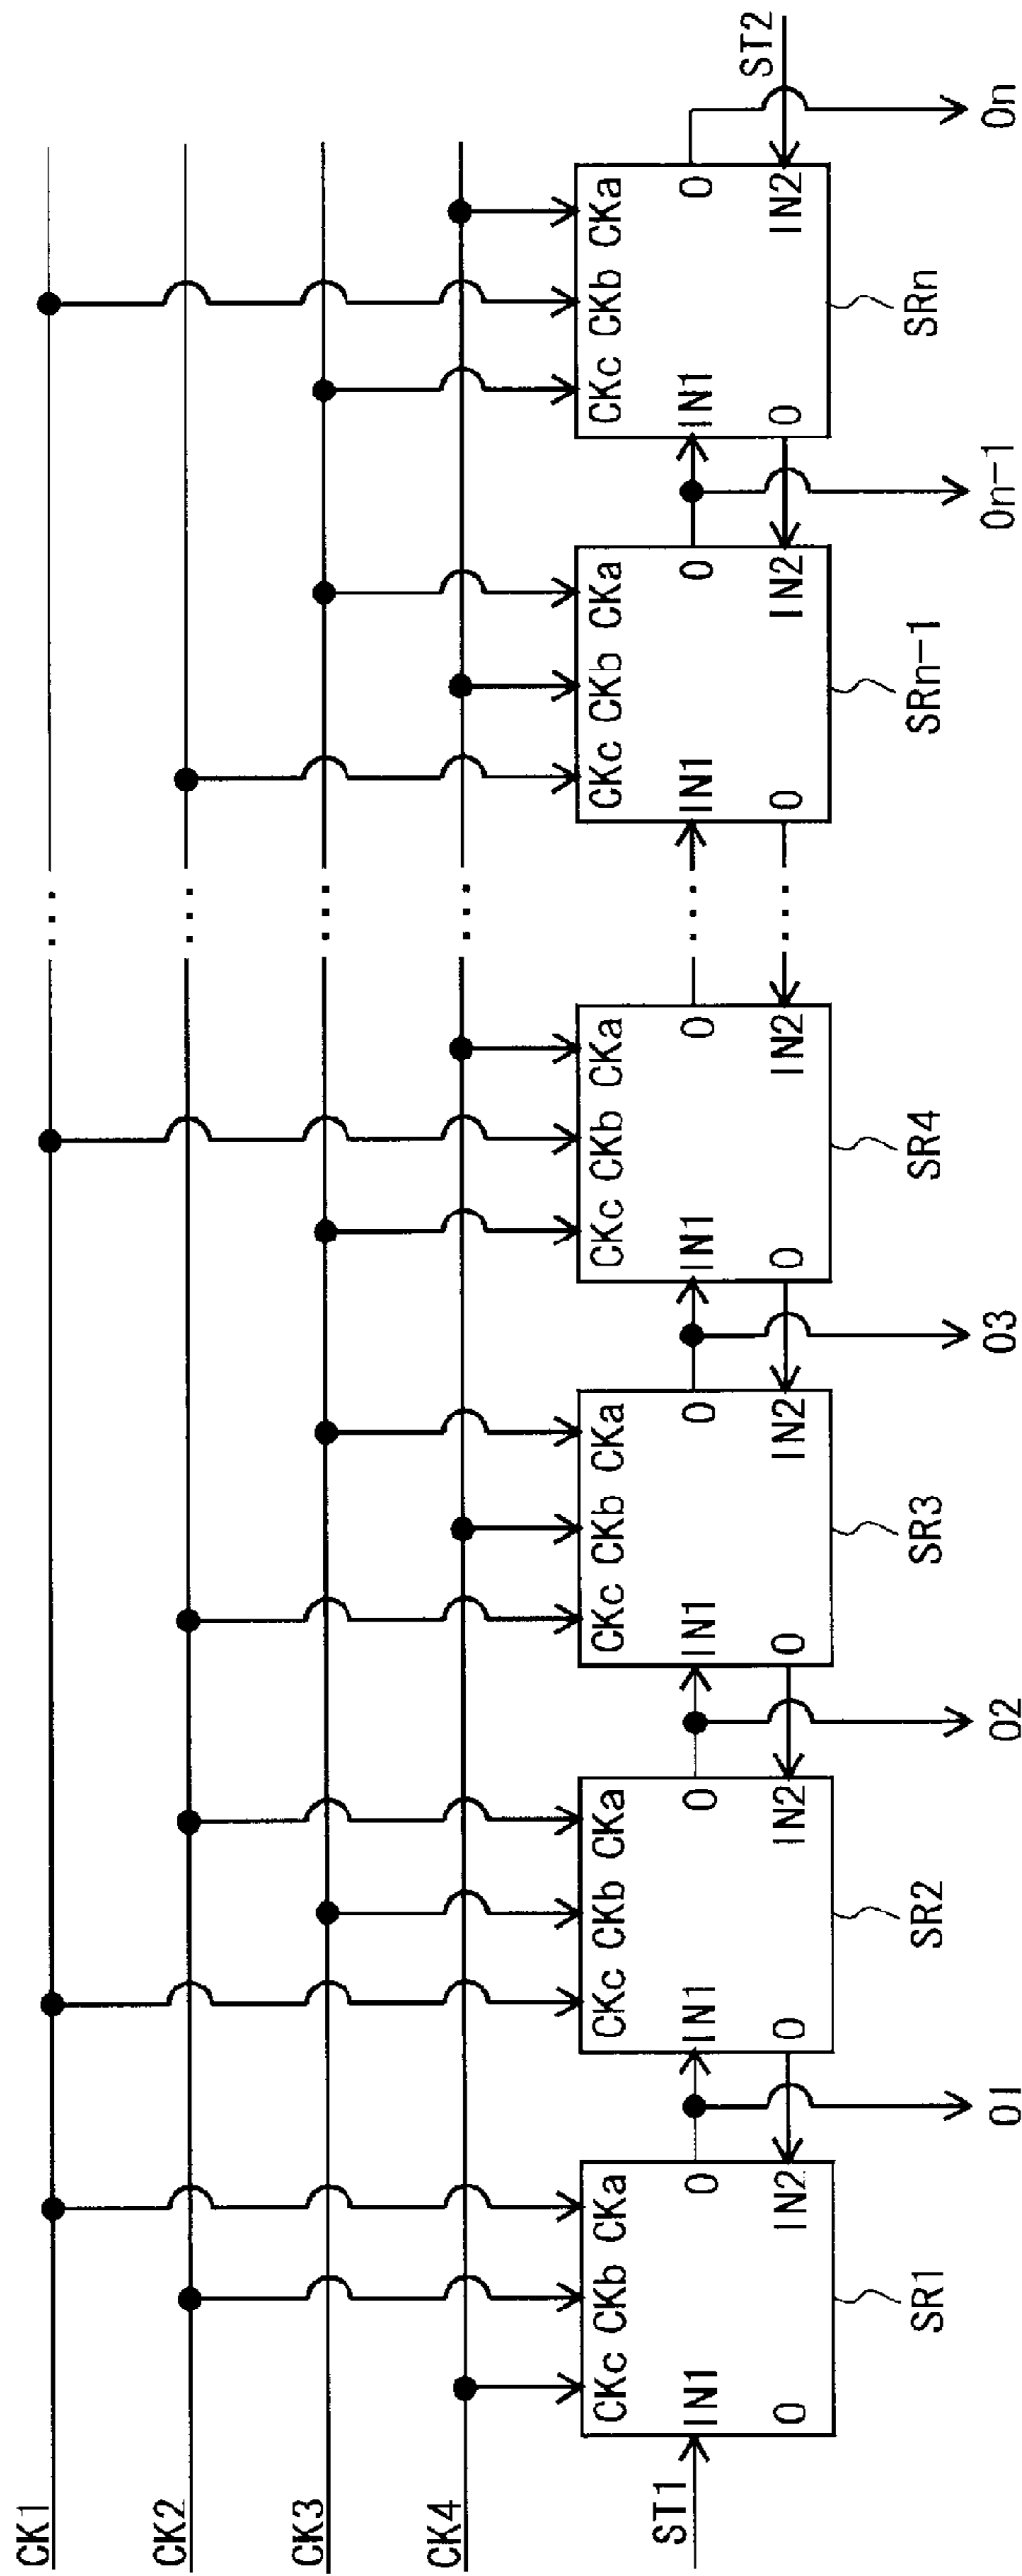 CK1
CK2
CK3
CK4
ST1
CKc CKb CKa
IN1 O
O IN2
SR1
O1
CKc CKb CKa
IN1 O
O IN2
SR2
O2
CKc CKb CKa
IN1 O
O IN2
SR3
O3
CKc CKb CKa
IN1 O
O IN2
SR4
CKc CKb CKa
IN1 O
O IN2
SRn-1
On-1
CKc CKb CKa
IN1 O
O IN2
SRn
ST2
On